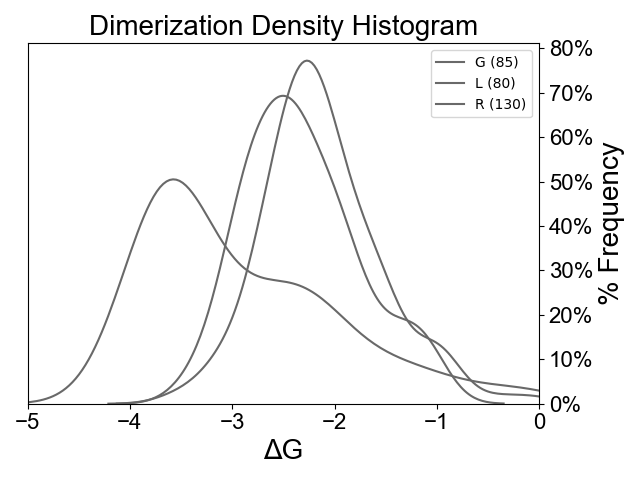 Dimerization Density Histogram
G (85)
L (80)
R (130)
80%
70%
60%
50%
40%
30%
20%
10%
0%
% Frequency
−5 −4 −3 −2 −1 0
ΔG